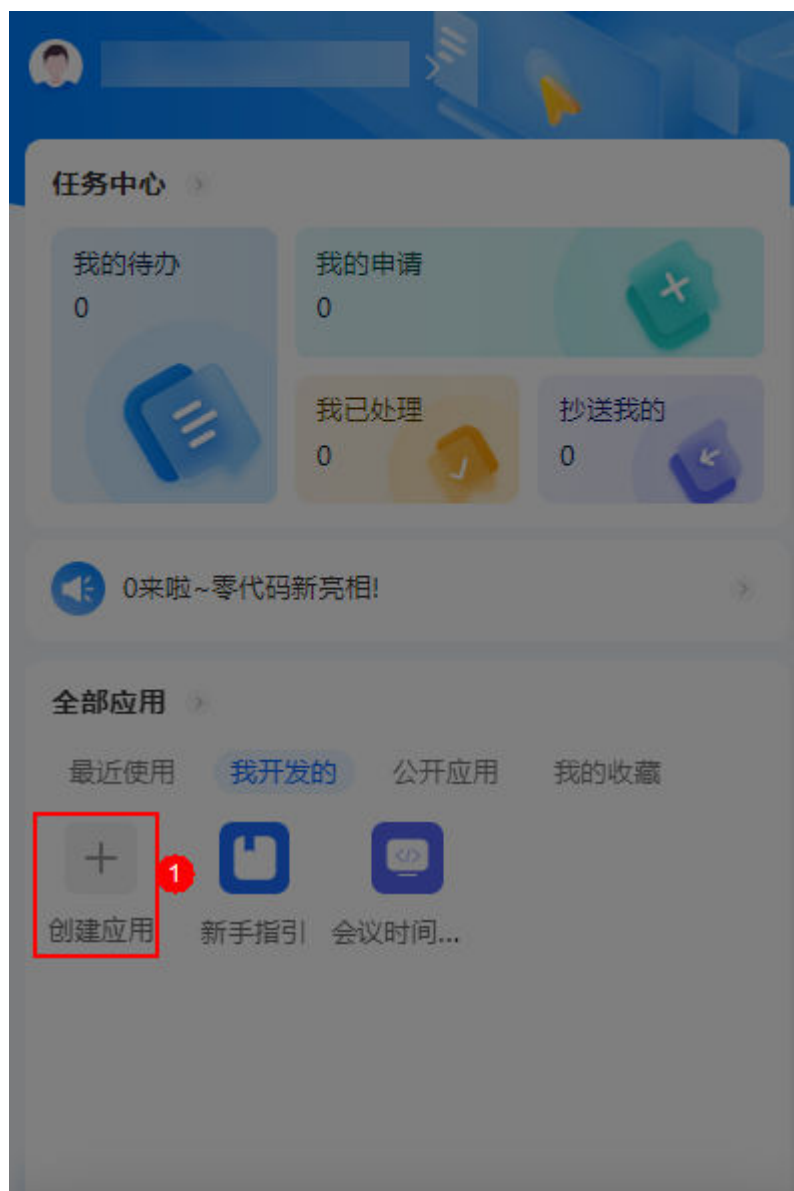 任务中心
我的待办
0
我的申请
0
我已处理
0
抄送我的
0
0来啦~零代码新亮相!
全部应用
最近使用 我开发的 公开应用 我的收藏
1
创建应用 新手指引 会议时间...